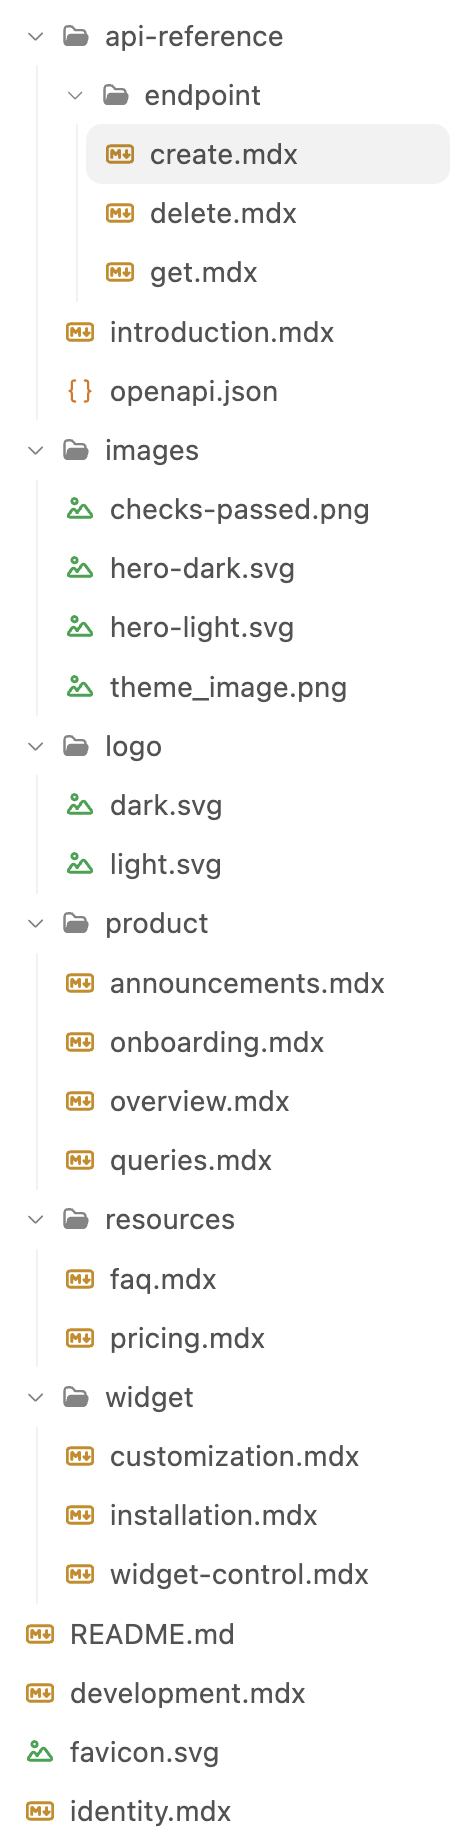 api-reference
endpoint
create.mdx
delete.mdx
get.mdx
introduction.mdx
openapi.json
images
checks-passed.png
hero-dark.svg
hero-light.svg
theme_image.png
logo
dark.svg
light.svg
product
announcements.mdx
onboarding.mdx
overview.mdx
queries.mdx
resources
faq.mdx
pricing.mdx
widget
customization.mdx
installation.mdx
widget-control.mdx
README.md
development.mdx
favicon.svg
identity.mdx